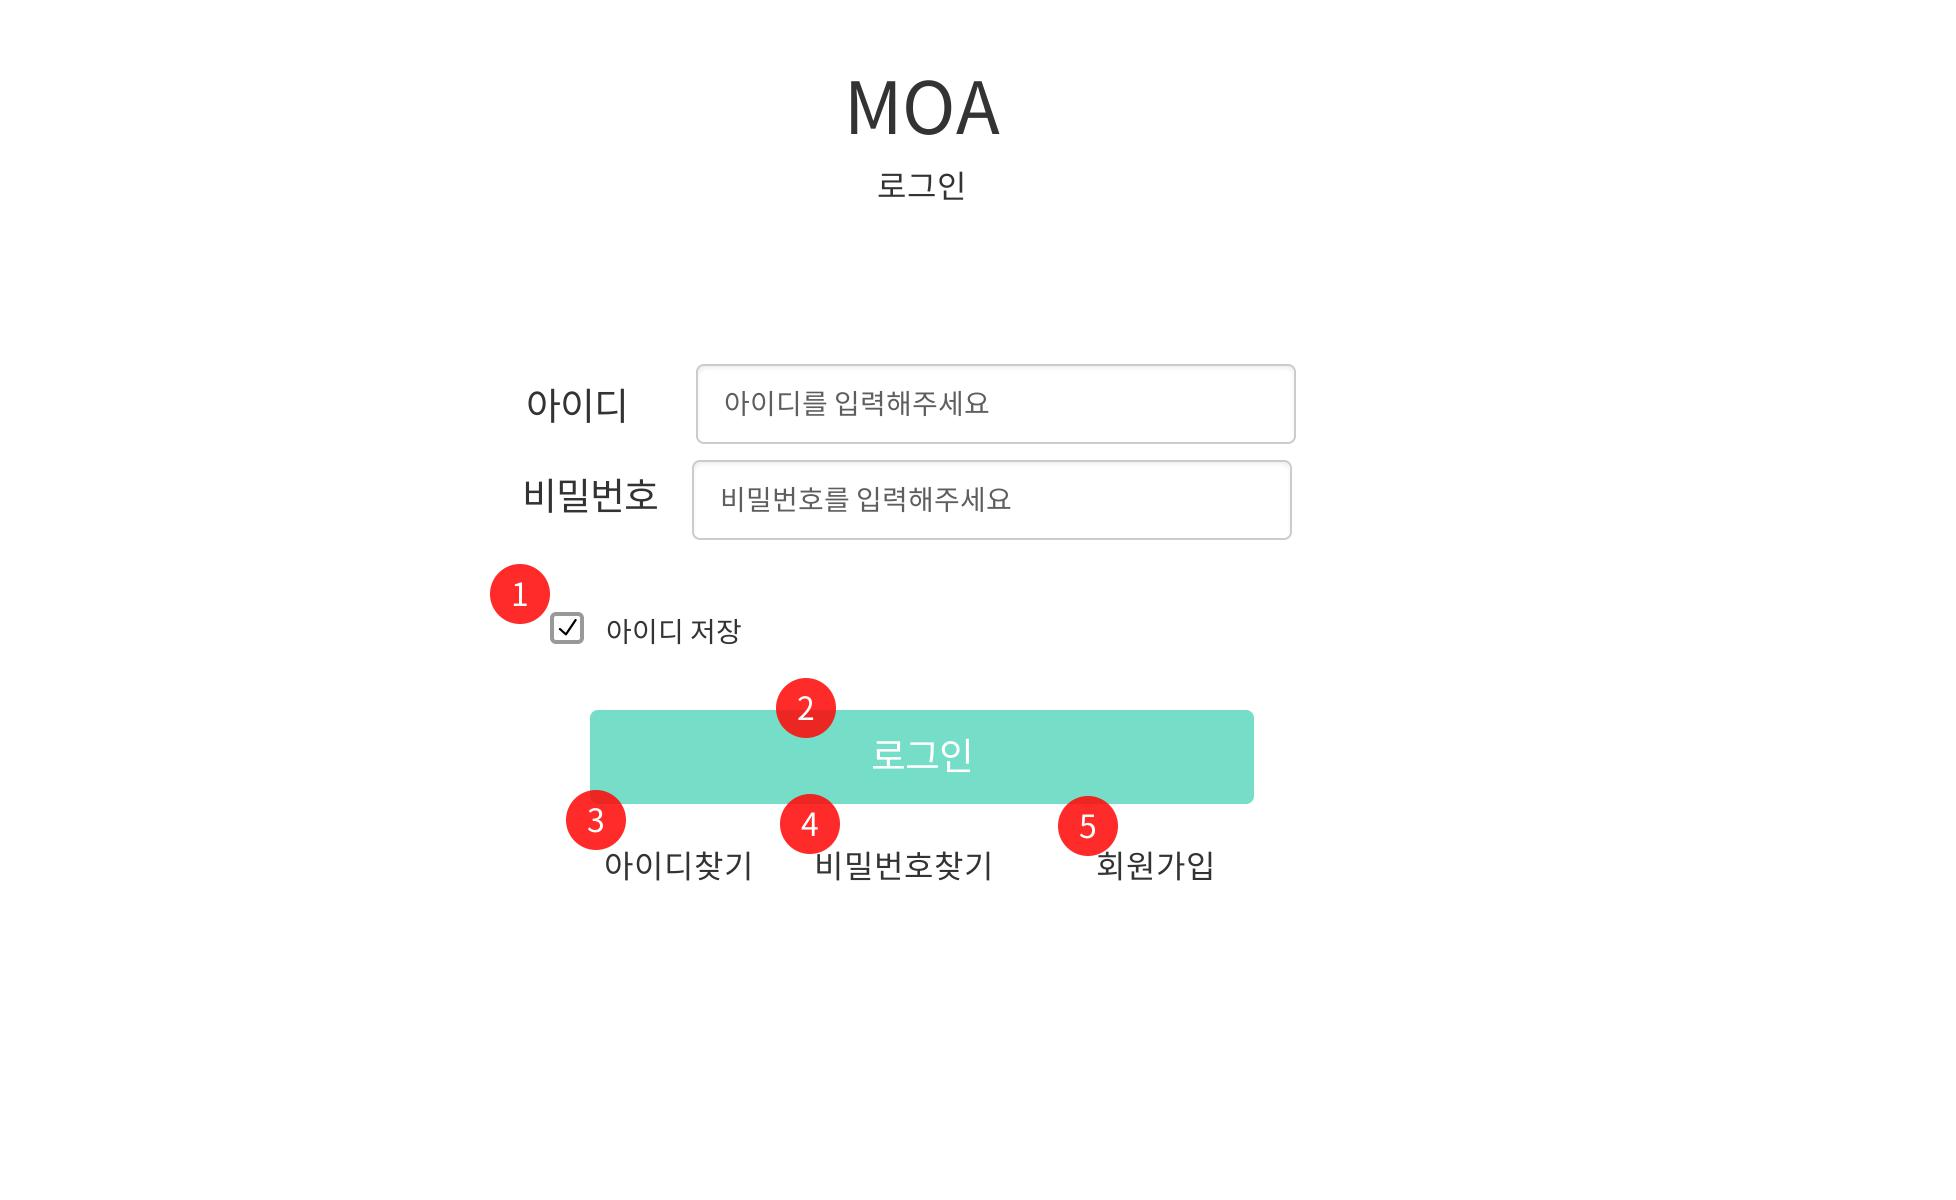 MOA
로그인
아이디 아이디를 입력해주세요
비밀번호 비밀번호를 입력해주세요
1
아이디 저장
2
로그인
3 4 5
아이디찾기 비밀번호찾기 회원가입